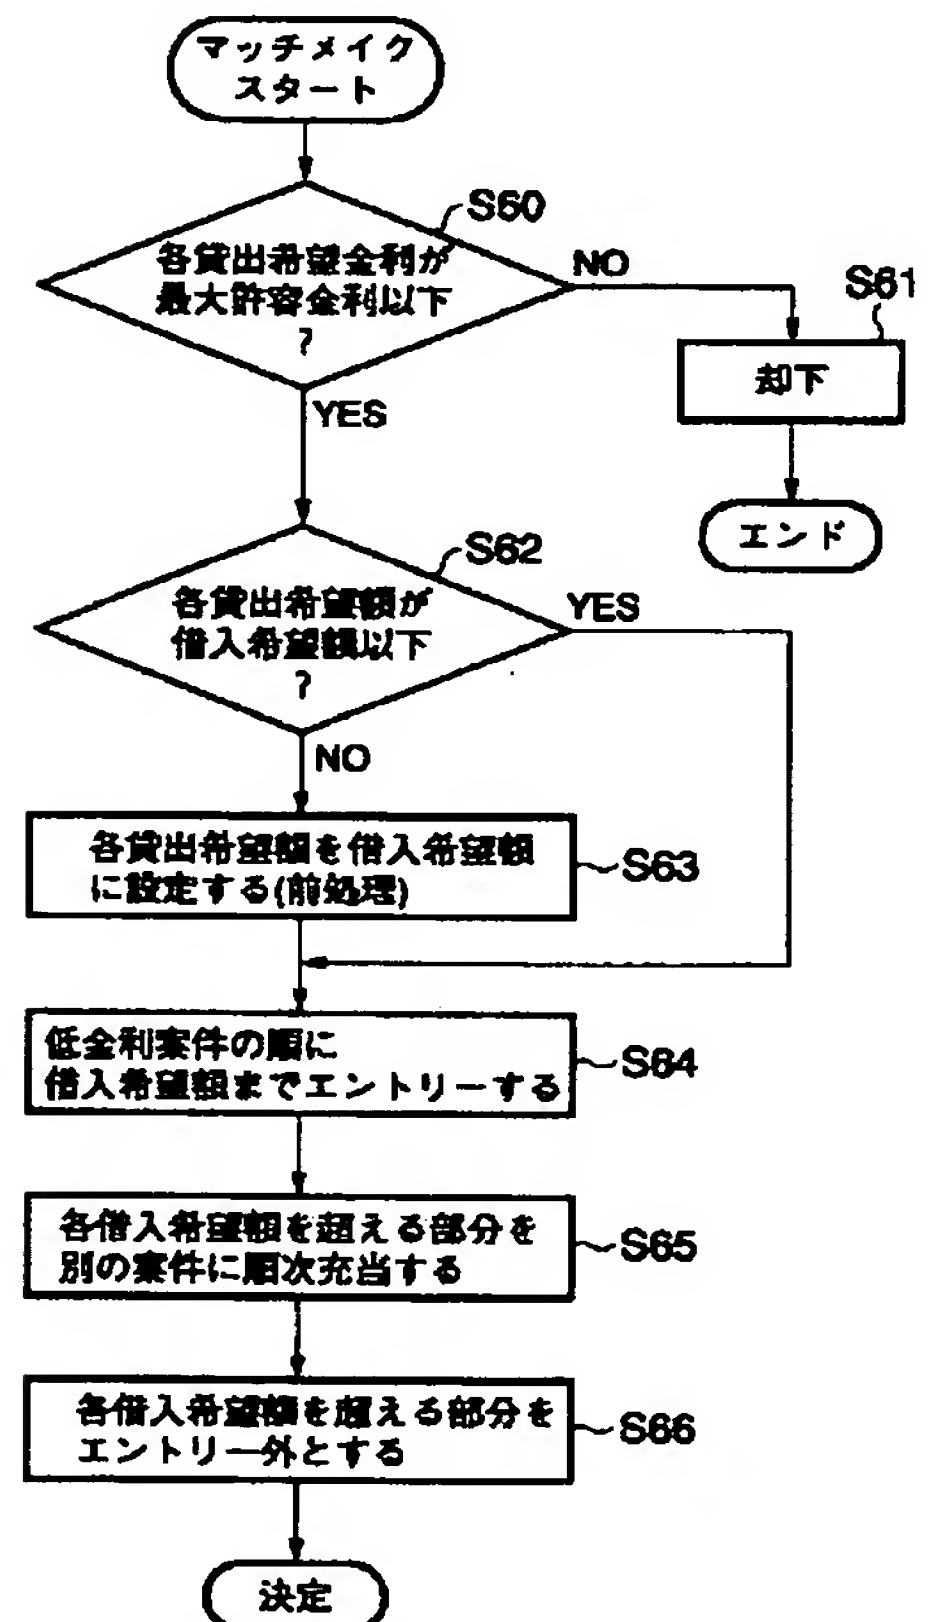 マッチメイク
スタート
S60
各貸出希望金利が
最大許容金利以下
?
NO
S61
却下
エンド
YES
S62
各貸出希望額が
借入希望額以下
?
YES
NO
各貸出希望額を借入希望額
に設定する(前処理)
S63
低金利案件の順に
借入希望額までエントリーする
S64
各借入希望額を超える部分を
別の案件に順次充当する
S65
各借入希望額を超える部分を
エントリー外とする
S66
決定